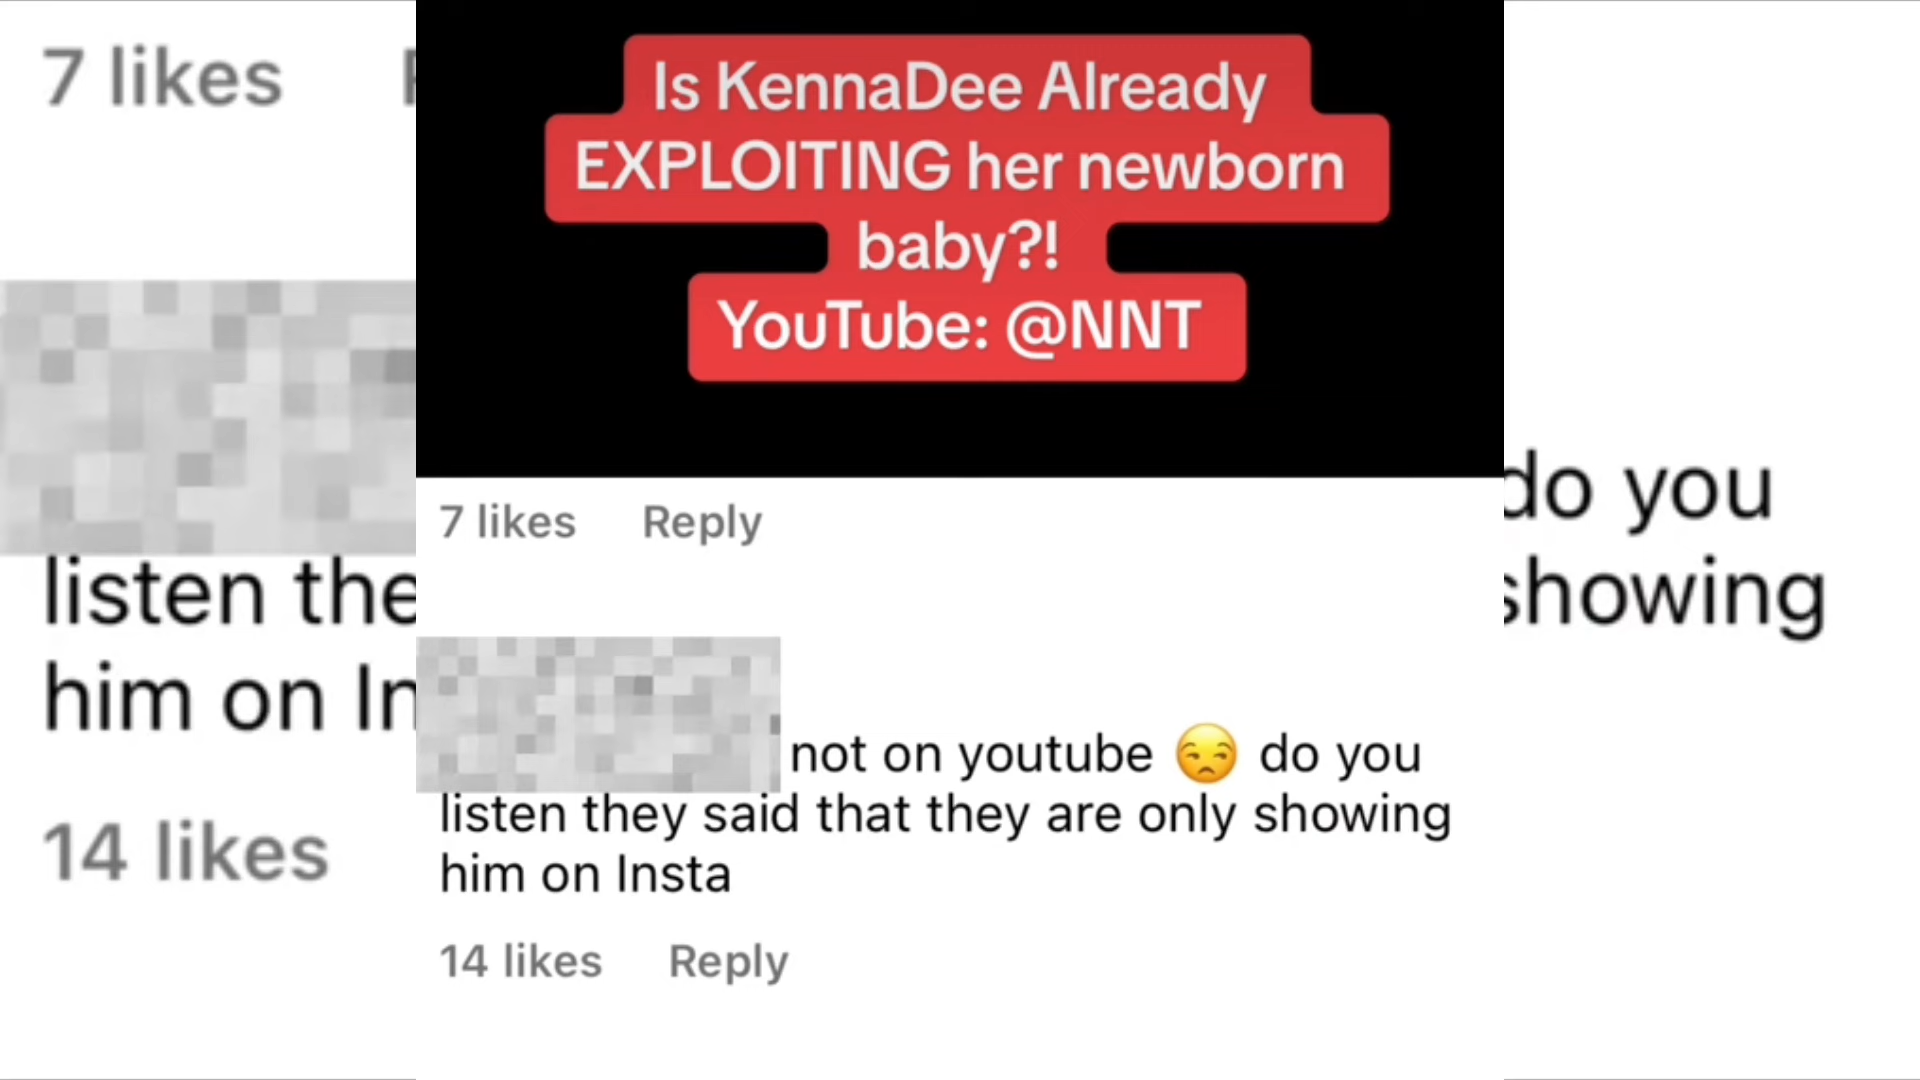 Is KennaDee Already
EXPLOITING her newborn
baby?!
YouTube: @NNT
7 likes Reply
not on youtube 😒 do you
listen they said that they are only showing
him on Insta
14 likes Reply
7 likes
listen the
him on In
14 likes
do you
showing